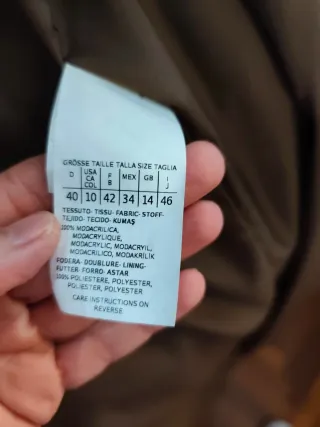 GRÖSSE TAILLE TALLA SIZE TAGLIA
D USA CA COL F B MEX GB I J
40 10 42 34 14 46
TESSUTO- TISSU- FABRIC- STOFF-
TEJIDO- TECIDO- KUMAŞ
100% MODACRILICA,
MODACRYLIQUE,
MODACRYLIC, MODACRYL,
MODACRILICO, MODAKRİLİK
FODERA- DOUBLURE- LINING-
FUTTER- FORRO- ASTAR
100% POLIESTERE, POLYESTER,
POLIESTER, POLYESTER
CARE INSTRUCTIONS ON
REVERSE